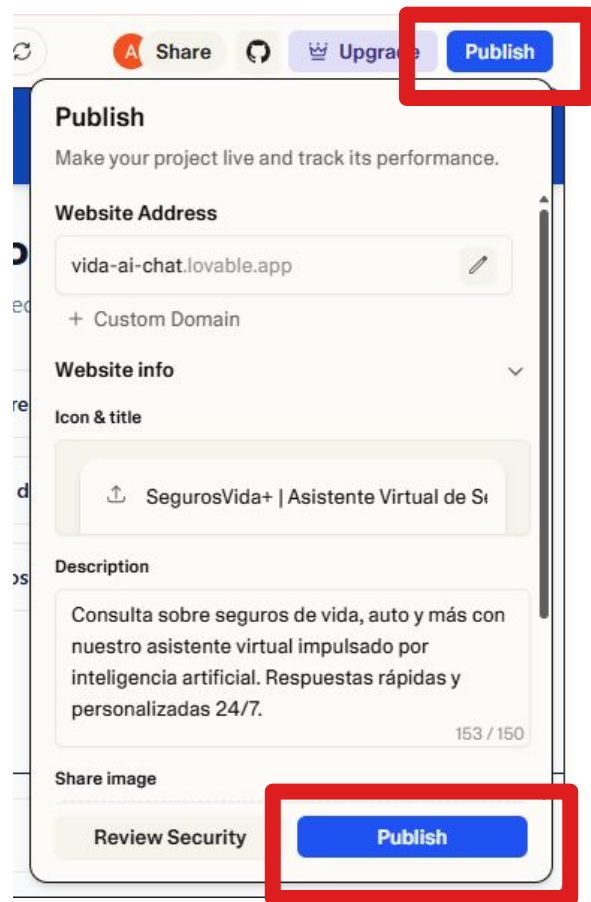 A Share Upgrade Publish
Publish
Make your project live and track its performance.
Website Address
vida-ai-chat.lovable.app
+ Custom Domain
Website info
Icon & title
SegurosVida+ | Asistente Virtual de
Description
Consulta sobre seguros de vida, auto y más con
nuestro asistente virtual impulsado por
inteligencia artificial. Respuestas rápidas y
personalizadas 24/7.
153 / 150
Share image
Review Security Publish